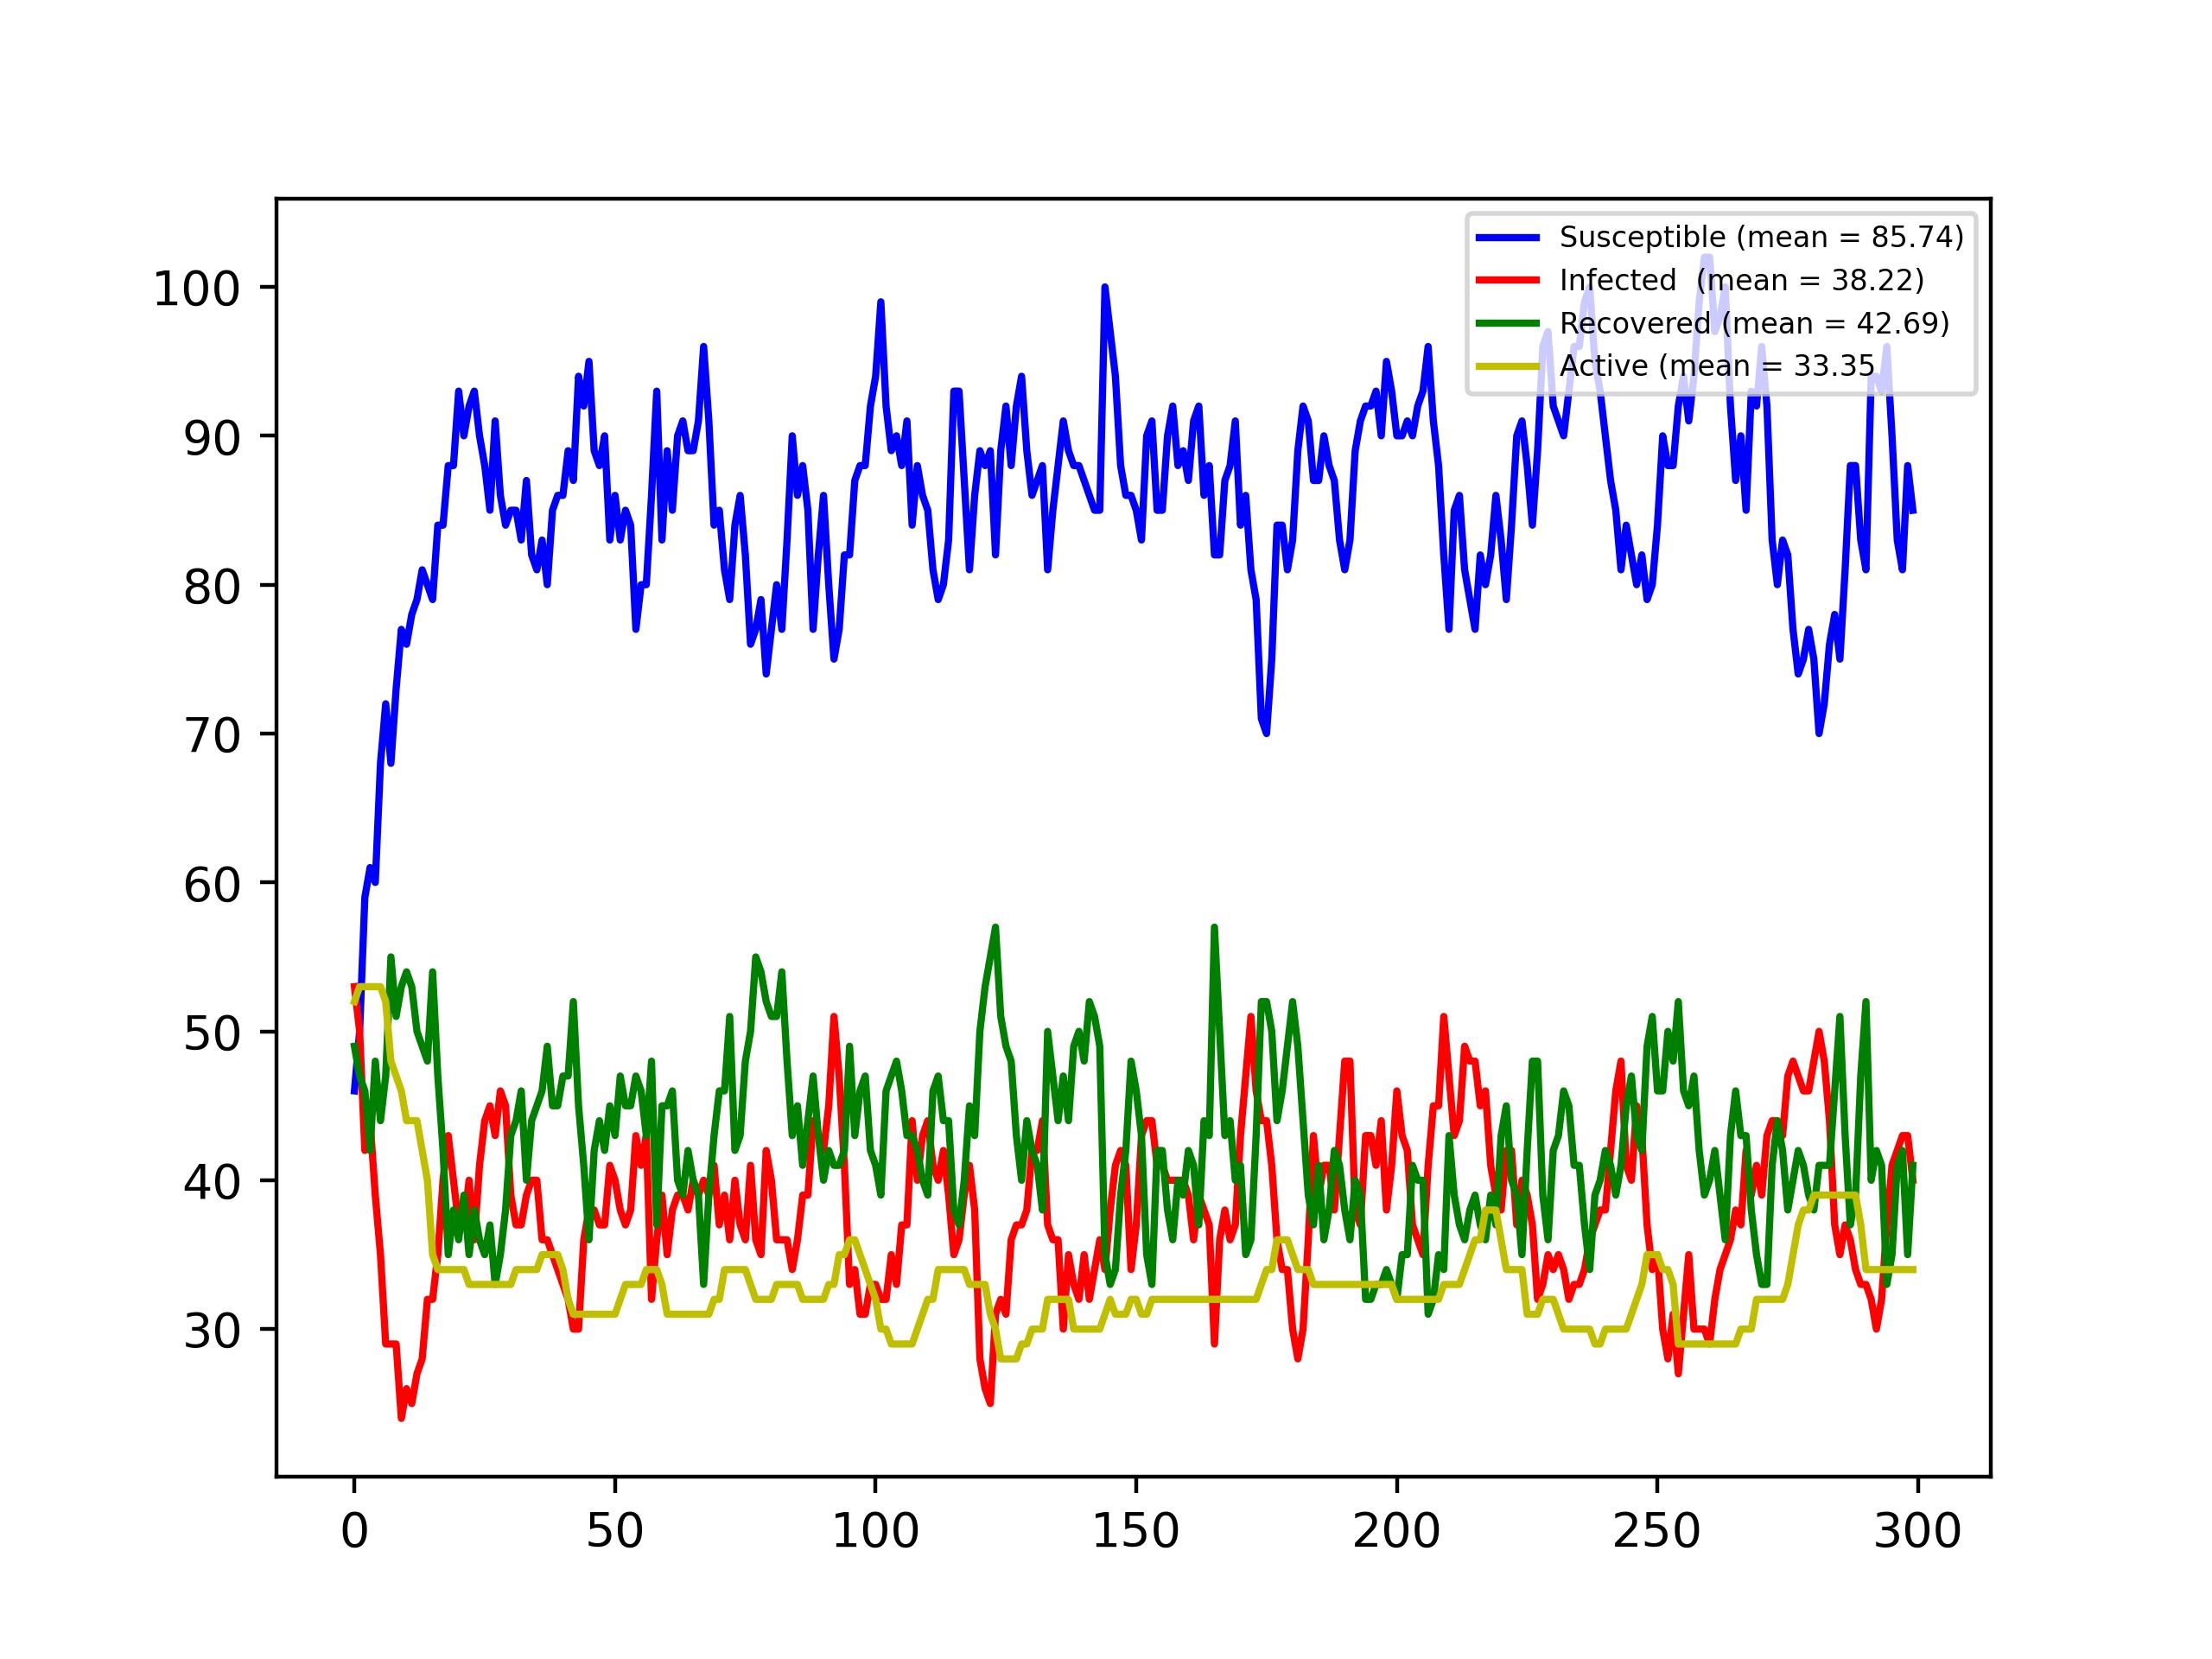 Susceptible (mean = 85.74)
Infected  (mean = 38.22)
Recovered (mean = 42.69)
Active (mean = 33.35
100
90
80
70
60
50
40
30
0 50 100 150 200 250 300